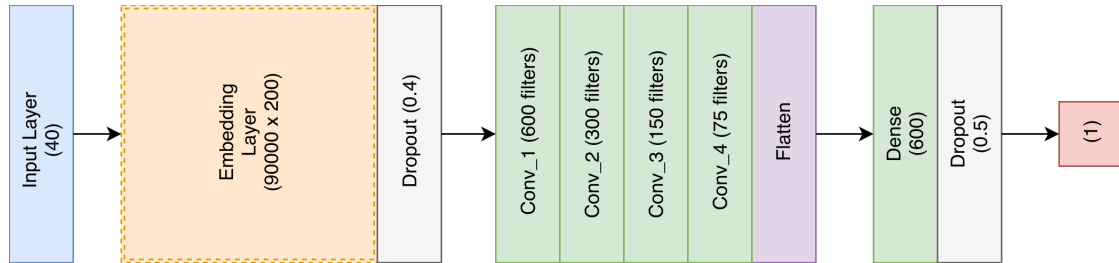 Input Layer
(40)
Embedding
Layer
(90000 x 200)
Dropout (0.4)
Conv_1 (600 filters)
Conv_2 (300 filters)
Conv_3 (150 filters)
Conv_4 (75 filters)
Flatten
Dense
(600)
Dropout
(0.5)
(1)